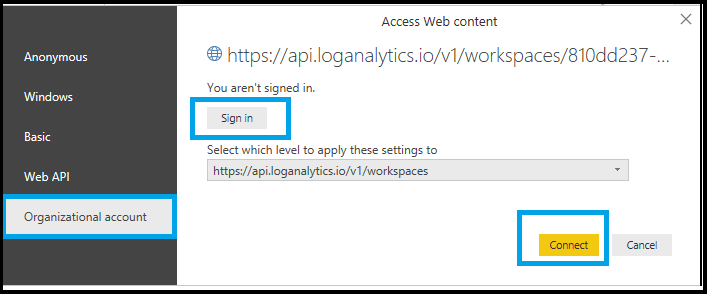 Access Web content
Anonymous
Windows
Basic
Web API
Organizational account
https://api.loganalytics.io/v1/workspaces/810dd237-...
You aren't signed in.
Sign in
Select which level to apply these settings to
https://api.loganalytics.io/v1/workspaces
Connect
Cancel